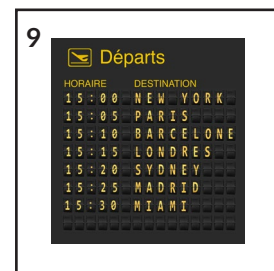 9
Départs
HORAIRE DESTINATION
15:00 NEW YORK
15:05 PARIS
15:10 BARCELONE
15:15 LONDRES
15:20 SYDNEY
15:25 MADRID
15:30 MIAMI